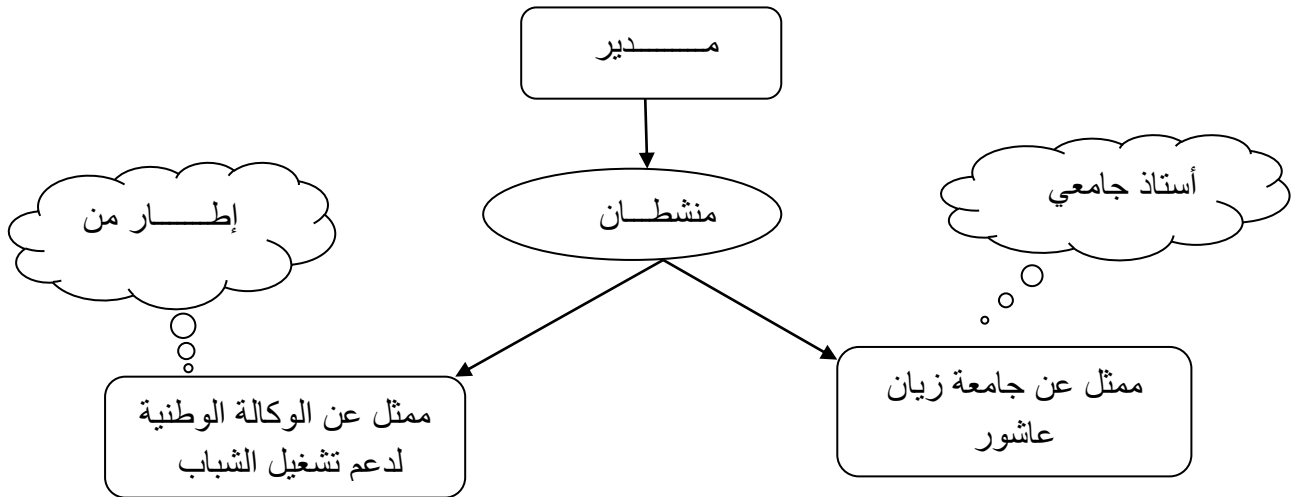 مـــــــدير
أستاذ جامعي
منشطـــان
إطـــــــار من
ممثل عن جامعة زيان
عاشور
ممثل عن الوكالة الوطنية
لدعم تشغيل الشباب